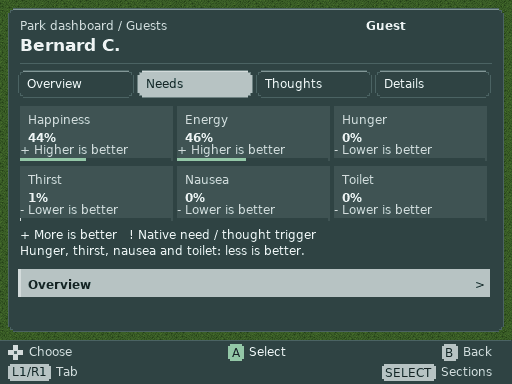 Park dashboard / Guests
Guest
Bernard C.
Overview
Needs
Thoughts
Details
Happiness
44%
+ Higher is better
Energy
46%
+ Higher is better
Hunger
0%
- Lower is better
Thirst
1%
- Lower is better
Nausea
0%
- Lower is better
Toilet
0%
- Lower is better
+ More is better ! Native need / thought trigger
Hunger, thirst, nausea and toilet: less is better.
Overview >
Choose
A Select
B Back
L1/R1 Tab
SELECT Sections